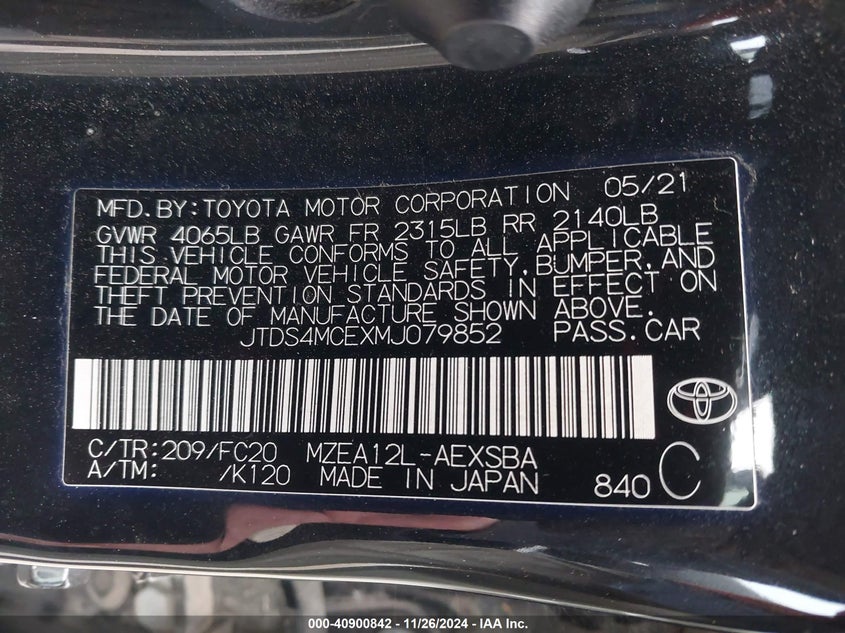 MFD. BY: TOYOTA MOTOR CORPORATION 05/21
GVWR 4065LB GAWR FR 2315LB RR 2140LB
THIS VEHICLE CONFORMS TO ALL APPLICABLE
FEDERAL MOTOR VEHICLE SAFETY, BUMPER, AND
THEFT PREVENTION STANDARDS IN EFFECT ON
THE DATE OF MANUFACTURE SHOWN ABOVE.
JTDS4MCEXMJ079852 PASS. CAR
C/TR: 209/FC20 MZEA12L-AEXSBA
A/TM: /K120 MADE IN JAPAN 840 C
000-40900842 - 11/26/2024 - IAA